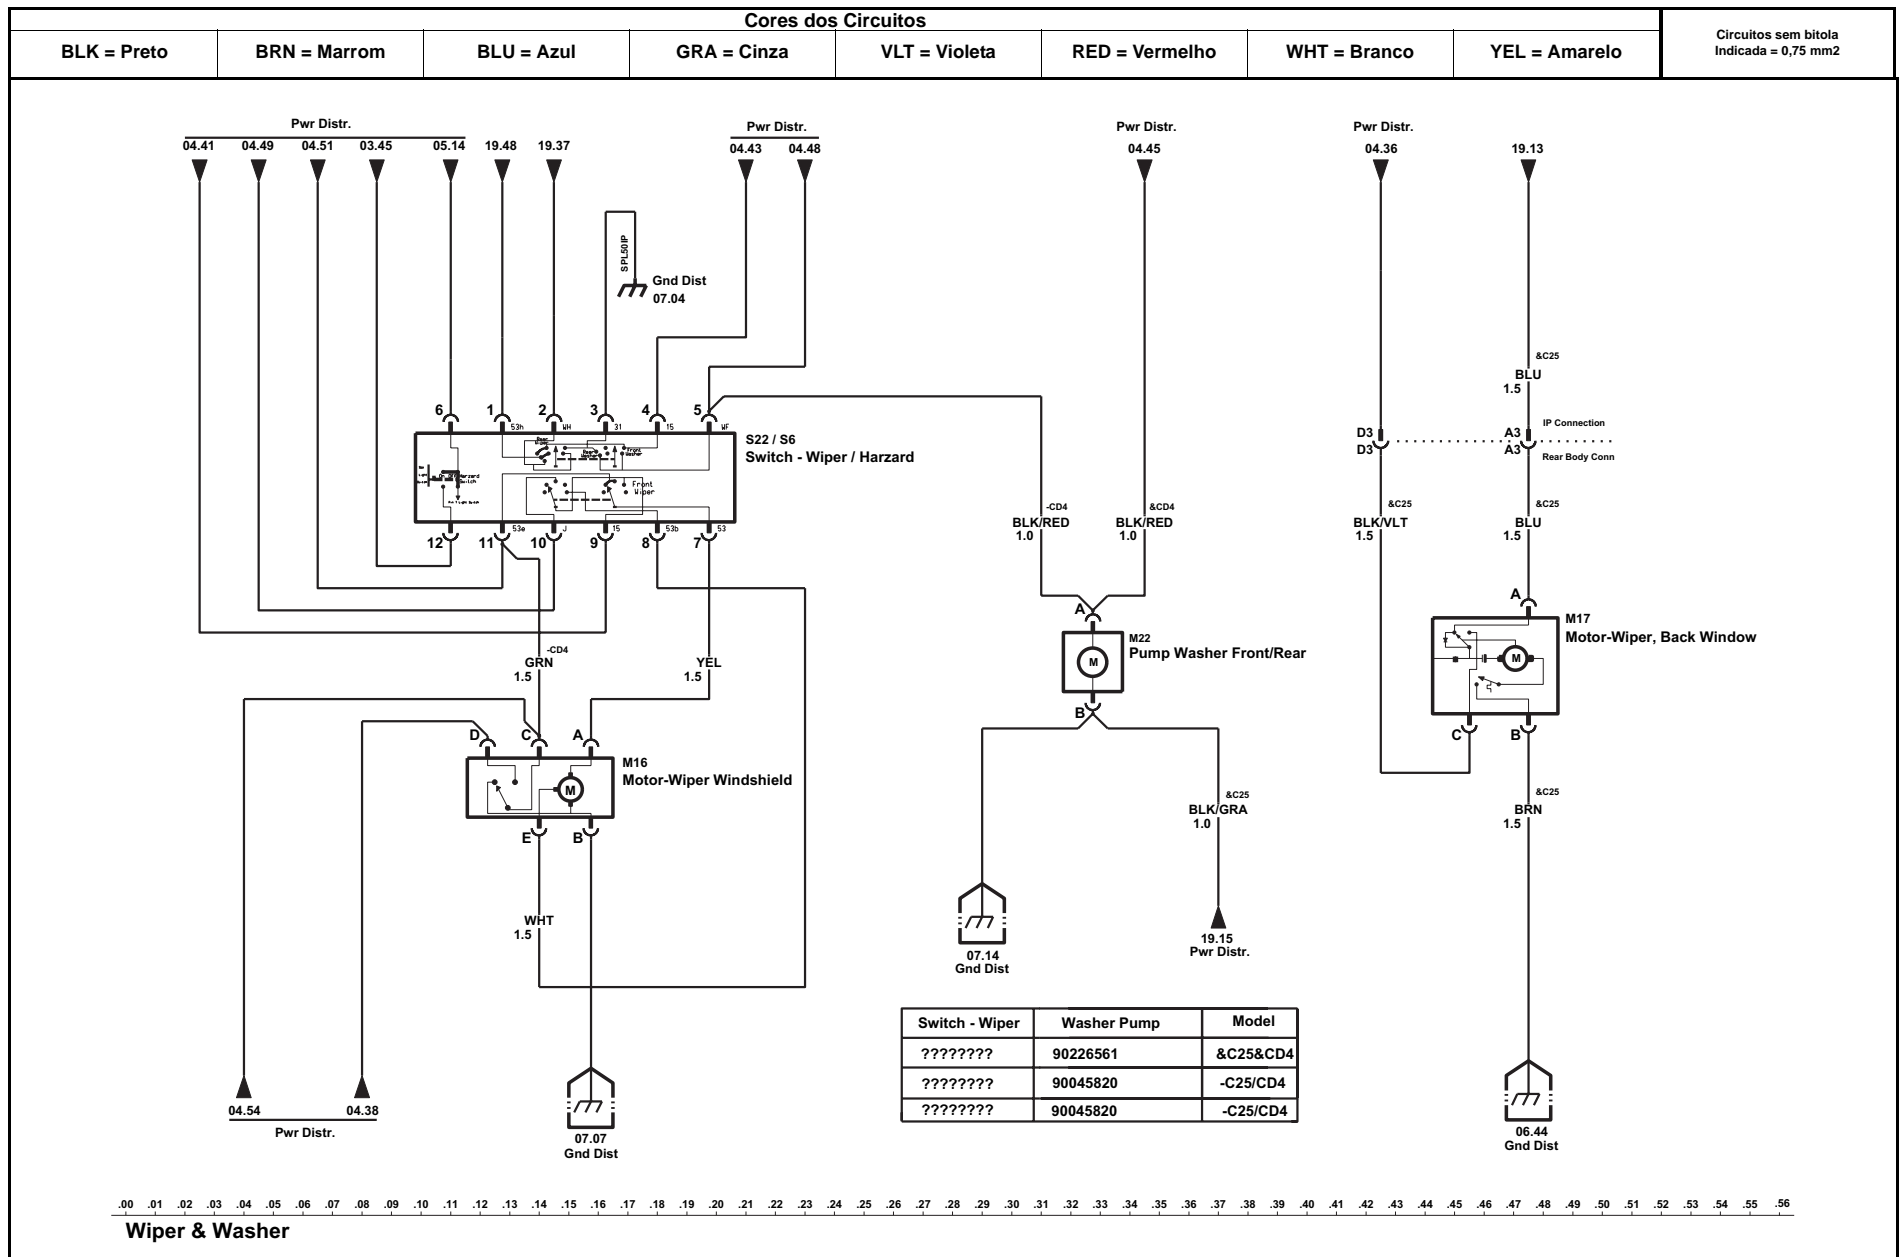 Cores dos Circuitos
BLK = Preto BRN = Marrom BLU = Azul GRA = Cinza VLT = Violeta RED = Vermelho WHT = Branco YEL = Amarelo
Circuitos sem bitola
Indicada = 0,75 mm2
Pwr Distr. Pwr Distr. Pwr Distr. Pwr Distr.
04.41 04.49 04.51 03.45 05.14 19.48 19.37 04.43 04.48 04.45 04.36 19.13
SPL50IP
Gnd Dist
07.04
&C25
BLU
1.5
6 1 2 3 4 5
53h WH 31 15 WF
IP Connection
D3 A3
D3 A3
Rear Body Conn
S22 / S6
Switch - Wiper / Harzard
Rear
Wiper
Rear
Washer
Front
Washer
Front
Wiper
53e J 15 53b 53
12 11 10 9 8 7
-CD4
BLK/RED
1.0
&CD4
BLK/RED
1.0
&C25
BLK/VLT
1.5
&C25
BLU
1.5
-CD4
GRN
1.5
YEL
1.5
A
M22
Pump Washer Front/Rear
M
B
A
M17
Motor-Wiper, Back Window
M
C B
D C A
M16
Motor-Wiper Windshield
M
E B
&C25
BLK/GRA
1.0
&C25
BRN
1.5
WHT
1.5
07.14
Gnd Dist
19.15
Pwr Distr.
Switch - Wiper Washer Pump Model
???????? 90226561 &C25&CD4
???????? 90045820 -C25/CD4
???????? 90045820 -C25/CD4
04.54 04.38
Pwr Distr.
07.07
Gnd Dist
06.44
Gnd Dist
.00 .01 .02 .03 .04 .05 .06 .07 .08 .09 .10 .11 .12 .13 .14 .15 .16 .17 .18 .19 .20 .21 .22 .23 .24 .25 .26 .27 .28 .29 .30 .31 .32 .33 .34 .35 .36 .37 .38 .39 .40 .41 .42 .43 .44 .45 .46 .47 .48 .49 .50 .51 .52 .53 .54 .55 .56
Wiper & Washer